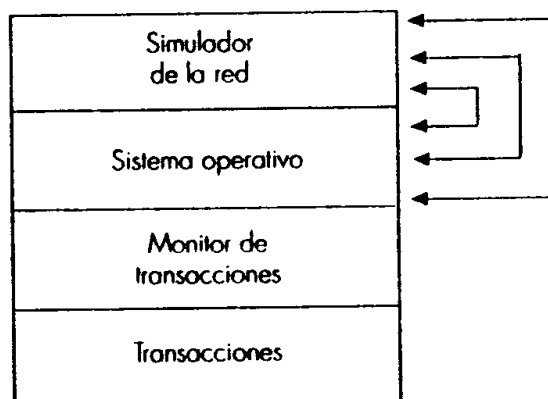 Simulador
de la red
Sistema operativo
Monitor de
transacciones
Transacciones